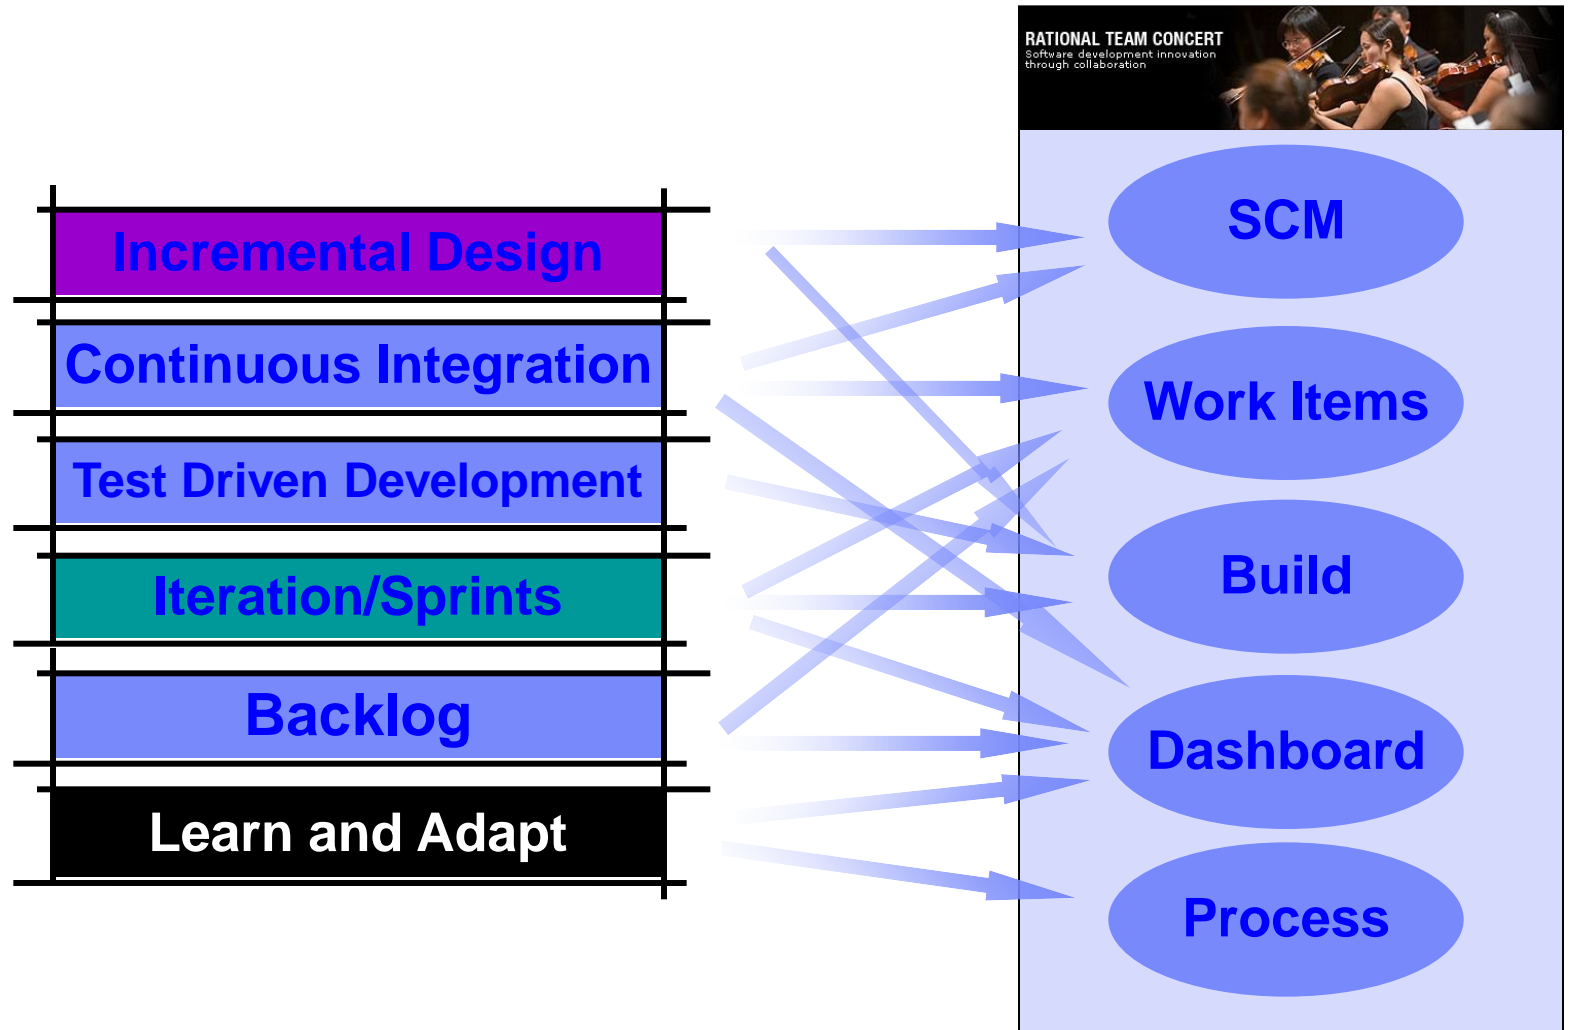 RATIONAL TEAM CONCERT
Software development innovation
through collaboration
Incremental Design
Continuous Integration
Test Driven Development
Iteration/Sprints
Backlog
Learn and Adapt
SCM
Work Items
Build
Dashboard
Process